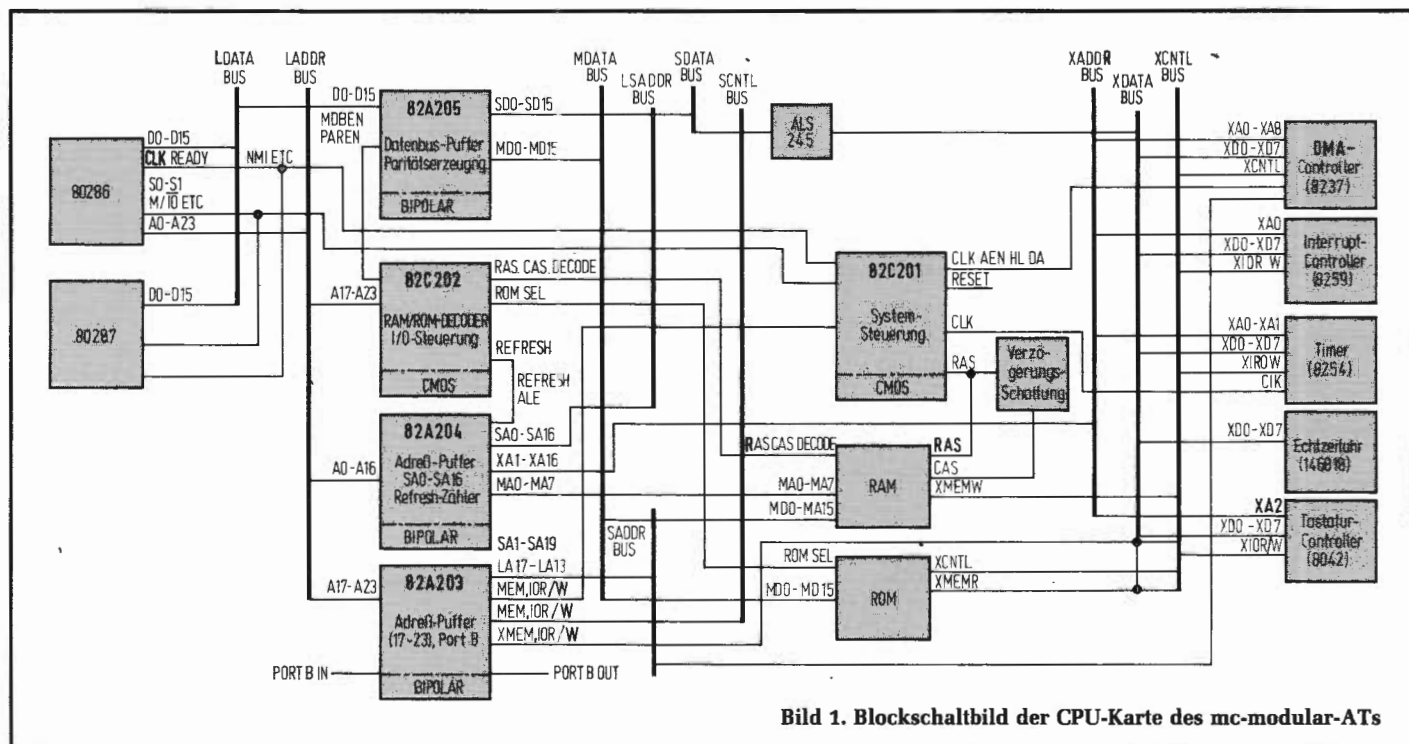 LDATA
BUS
LADDR
BUS
MDATA
BUS
LSADDR
BUS
SDATA
BUS
SCNTL
BUS
XADDR
BUS
XDATA
BUS
XCNTL
BUS
80286
D0-D15
CLK READY
NMI ETC
S0-S1
M/IO ETC
A0-A23
80287
D0-D15
D0-D15
MDBEN
PAREN
82A205
Datenbus-Puffer
Paritätserzeugng
BIPOLAR
SD0-SD15
MD0-MD15
A17-A23
82C202
RAM/ROM-DECODER
I/O-Steuerung
CMOS
RAS. CAS. DECODE
ROM SEL
REFRESH
REFRESH
ALE
A0-A16
82A204
Adreß-Puffer
SA0-SA16
Refresh-Zähler
BIPOLAR
SA0-SA16
XA1-XA16
MA0-MA7
A17-A23
82A203
Adreß-Puffer
(17-23), Port B
BIPOLAR
SA1-SA19
LA17-LA13
MEM,IOR/W
MEM,IOR/W
XMEM,IOR/W
PORT B IN
PORT B OUT
SADDR
BUS
ALS
245
82C201
System-
Steuerung
CMOS
CLK AEN HL DA
RESET
CLK
RAS
Verzö-
gerungs-
Schaltung
RAS CAS DECODE
MA0-MA7
MD0-MA15
RAM
RAS
CAS
XMEMW
ROM SEL
MD0-MD15
ROM
XCNTL
XMEMR
XA0-XA8
XD0-XD7
XCNTL
DMA-
Controller
(8237)
XA0
XD0-XD7
XIOR W
Interrupt-
Controller
(8259)
XA0-XA1
XD0-XD7
XIROW
CIK
Timer
(8254)
XD0-XD7
Echtzeituhr
(146818)
XA2
XD0-XD7
XIOR/W
Tastatur-
Controller
(8042)
Bild 1. Blockschaltbild der CPU-Karte des mc-modular-ATs